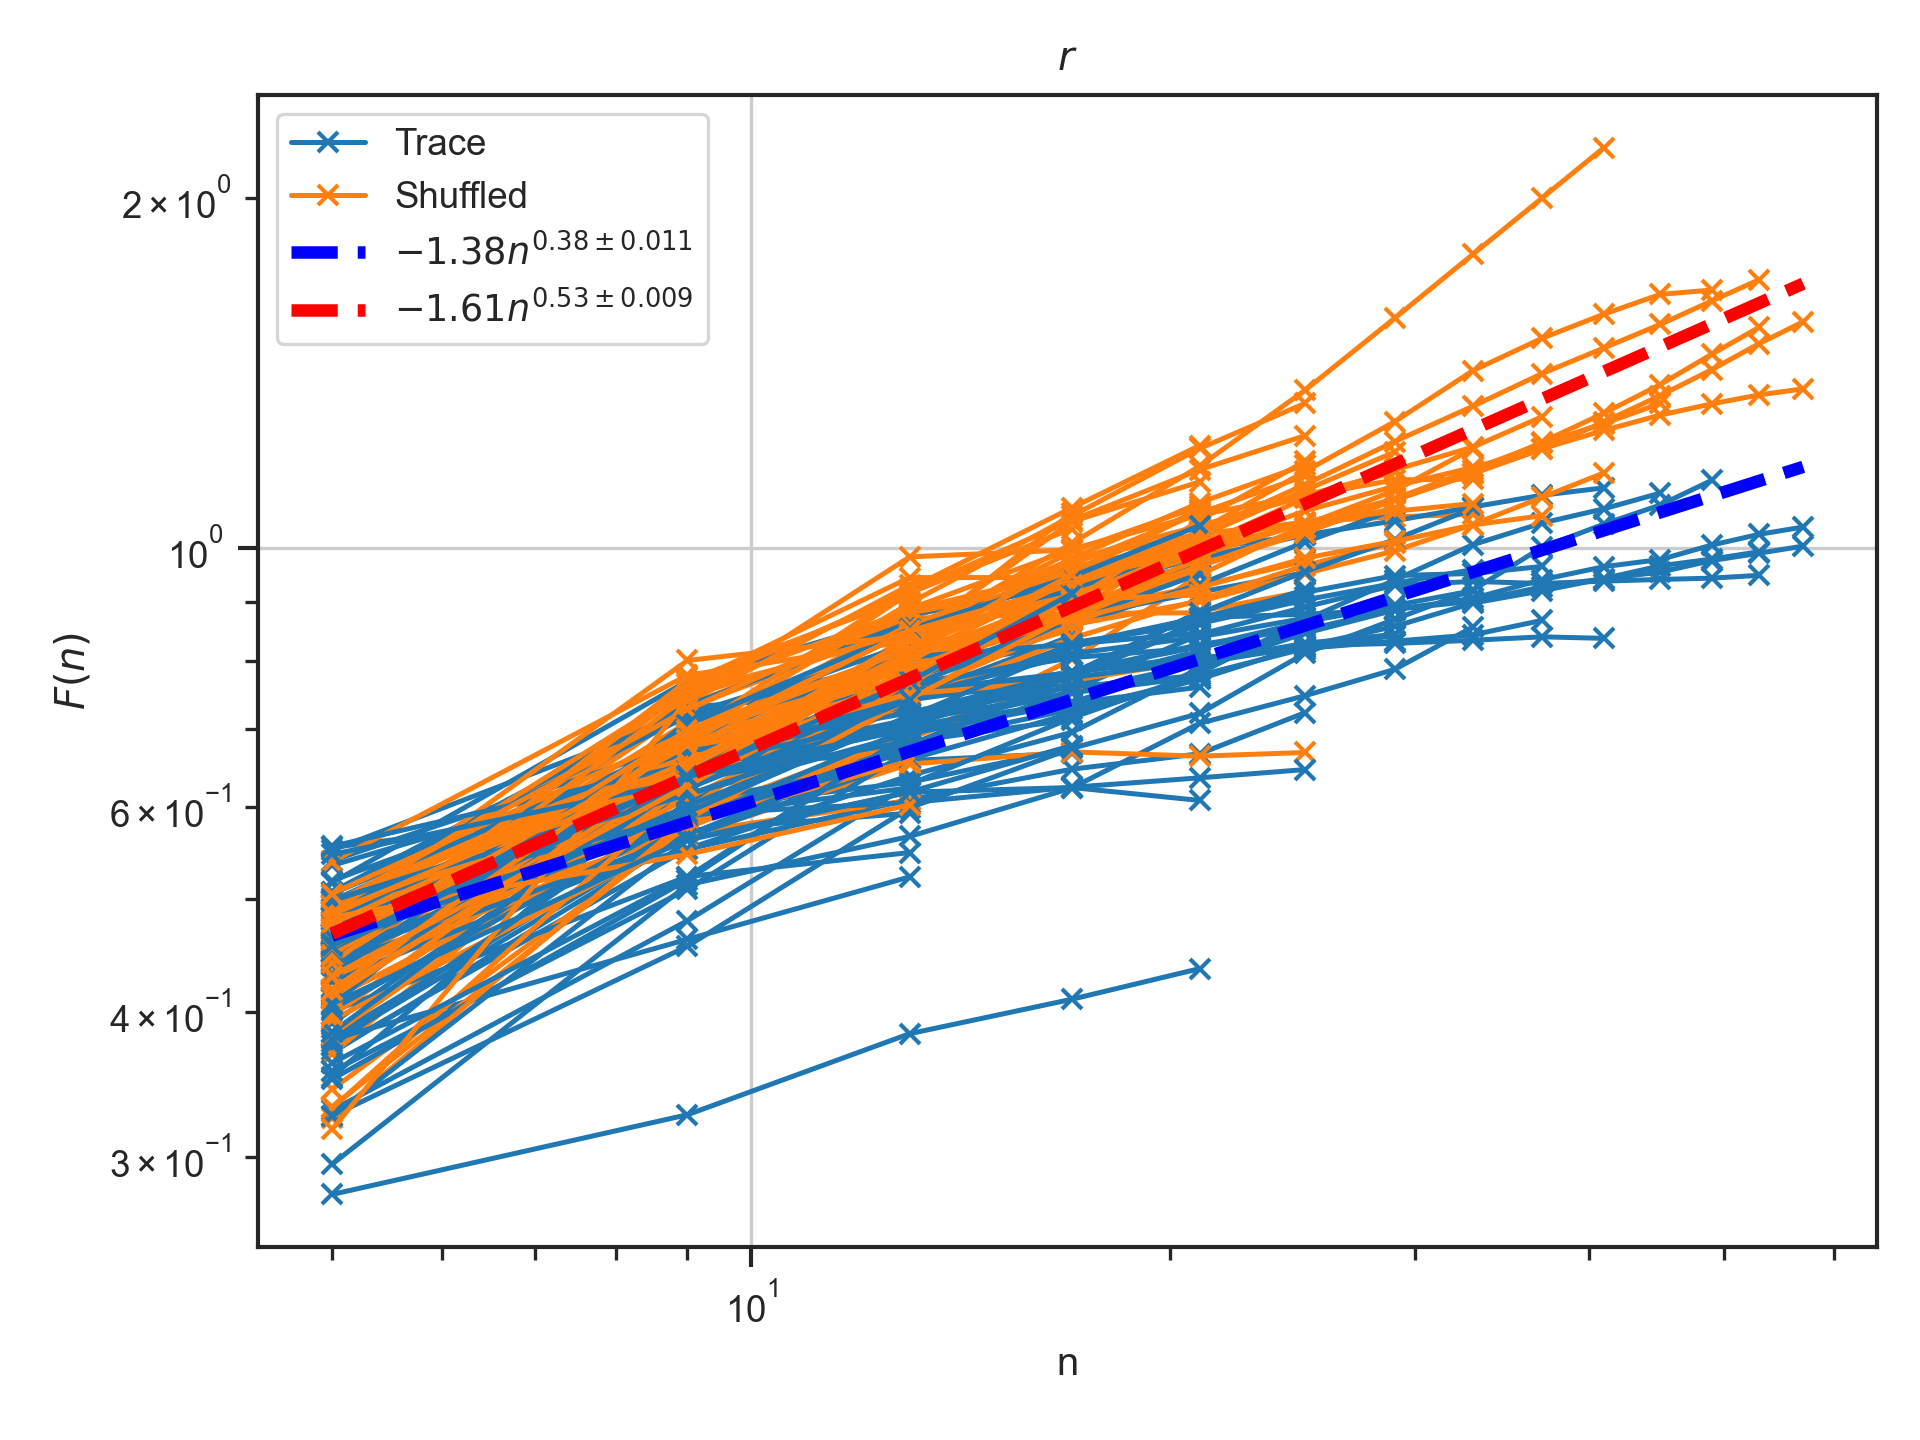 r
Trace
Shuffled
−1.38n^{0.38±0.011}
−1.61n^{0.53±0.009}
2×10^0
10^0
6×10^{−1}
4×10^{−1}
3×10^{−1}
F(n)
10^1
n